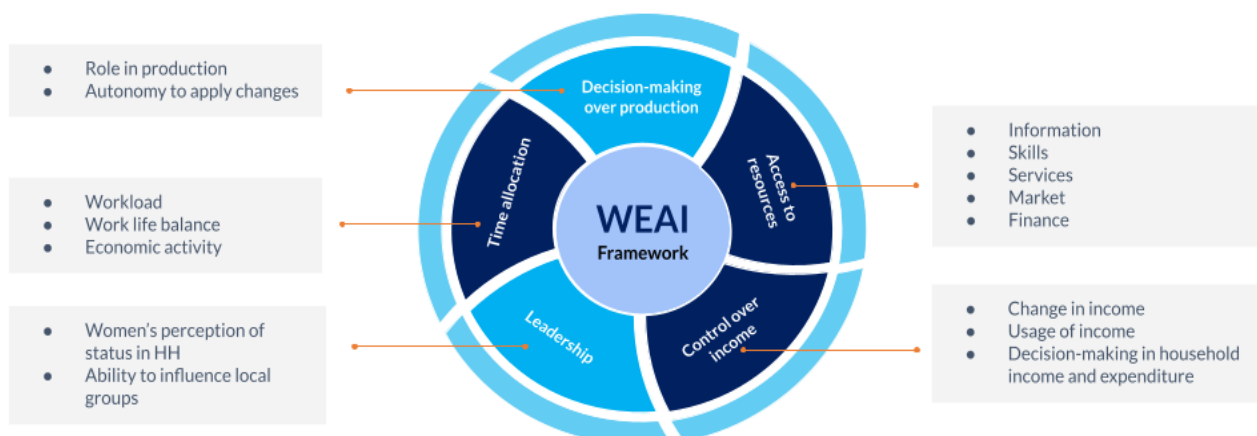 ● Role in production
● Autonomy to apply changes
● Workload
● Work life balance
● Economic activity
● Women's perception of
status in HH
● Ability to influence local
groups
Decision-making
over production
Time allocation
WEAI
Framework
Access to
resources
Leadership
Control over
income
● Information
● Skills
● Services
● Market
● Finance
● Change in income
● Usage of income
● Decision-making in household
income and expenditure